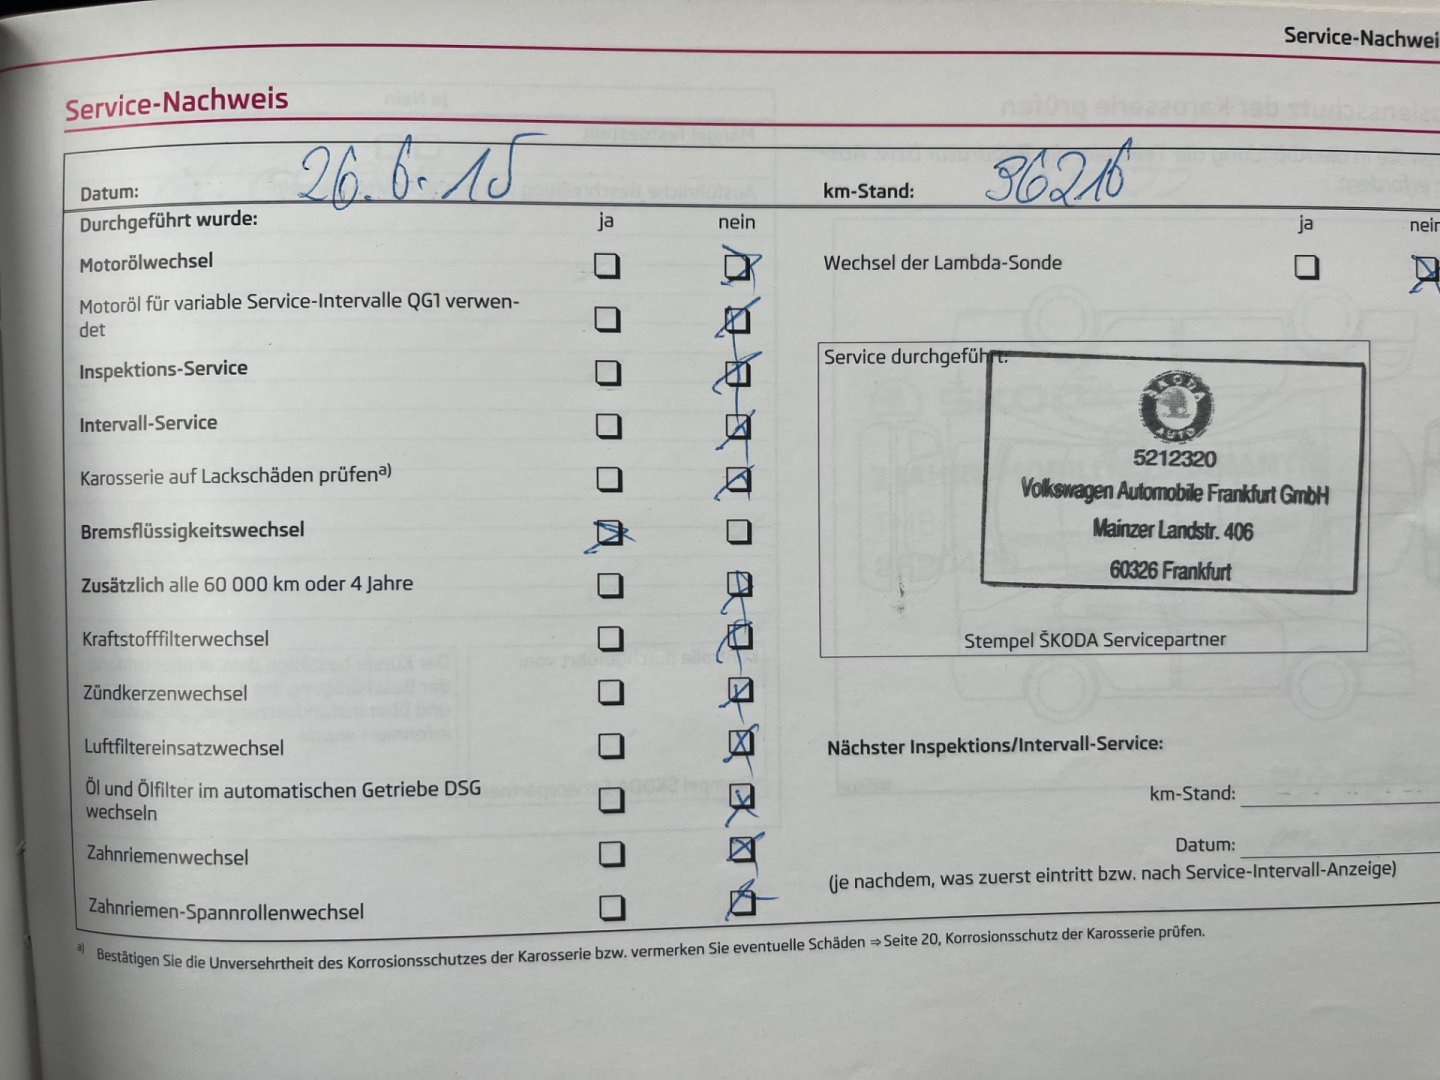 Service-Nachwei
Service-Nachweis
Datum: 26.6.15
km-Stand: 36216
Durchgeführt wurde: ja nein
ja nein
Motorölwechsel
Wechsel der Lambda-Sonde
Motoröl für variable Service-Intervalle QG1 verwen-
det
Inspektions-Service
Intervall-Service
Karosserie auf Lackschäden prüfen a)
Bremsflüssigkeitswechsel
Zusätzlich alle 60 000 km oder 4 Jahre
Kraftstofffilterwechsel
Zündkerzenwechsel
Luftfiltereinsatzwechsel
Öl und Ölfilter im automatischen Getriebe DSG
wechseln
Zahnriemenwechsel
Zahnriemen-Spannrollenwechsel
Service durchgeführt:
ŠKODA
AUTO
5212320
Volkswagen Automobile Frankfurt GmbH
Mainzer Landstr. 406
60326 Frankfurt
Stempel ŠKODA Servicepartner
Nächster Inspektions/Intervall-Service:
km-Stand:
Datum:
(je nachdem, was zuerst eintritt bzw. nach Service-Intervall-Anzeige)
a) Bestätigen Sie die Unversehrtheit des Korrosionsschutzes der Karosserie bzw. vermerken Sie eventuelle Schäden ⇒ Seite 20, Korrosionsschutz der Karosserie prüfen.